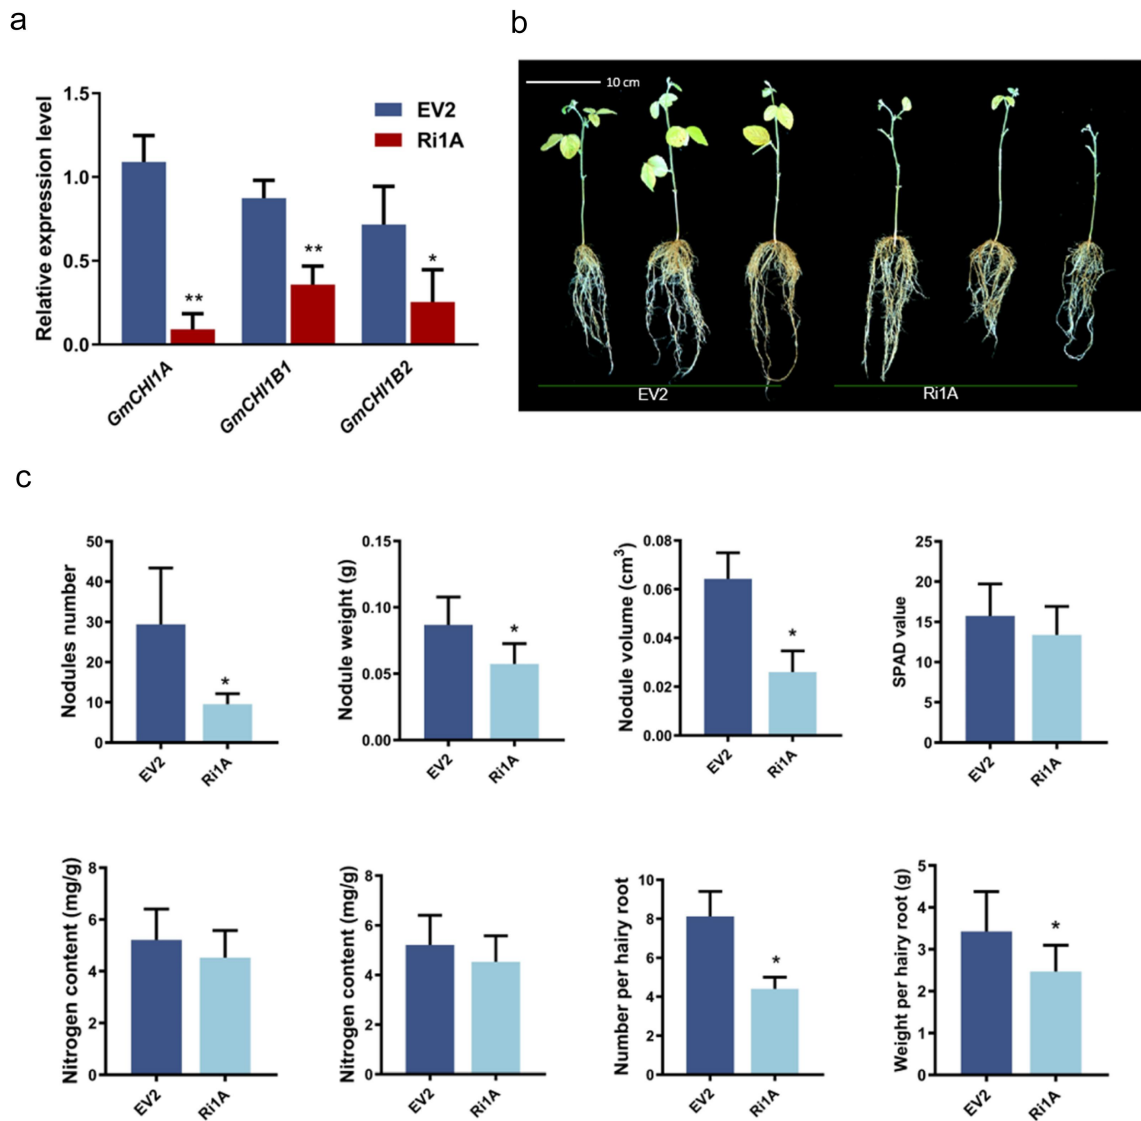 a
b
Relative expression level
1.5
1.0
0.5
0.0
EV2
Ri1A
**
**
*
GmCHI1A
GmCHI1B1
GmCHI1B2
10 cm
EV2
Ri1A
c
Nodules number
50
40
30
20
10
0
*
EV2
Ri1A
Nodule weight (g)
0.15
0.10
0.05
0.00
*
EV2
Ri1A
Nodule volume (cm³)
0.08
0.06
0.04
0.02
0.00
*
EV2
Ri1A
SPAD value
25
20
15
10
5
0
EV2
Ri1A
Nitrogen content (mg/g)
8
6
4
2
0
EV2
Ri1A
Nitrogen content (mg/g)
8
6
4
2
0
EV2
Ri1A
Number per hairy root
10
8
6
4
2
0
*
EV2
Ri1A
Weight per hairy root (g)
5
4
3
2
1
0
*
EV2
Ri1A